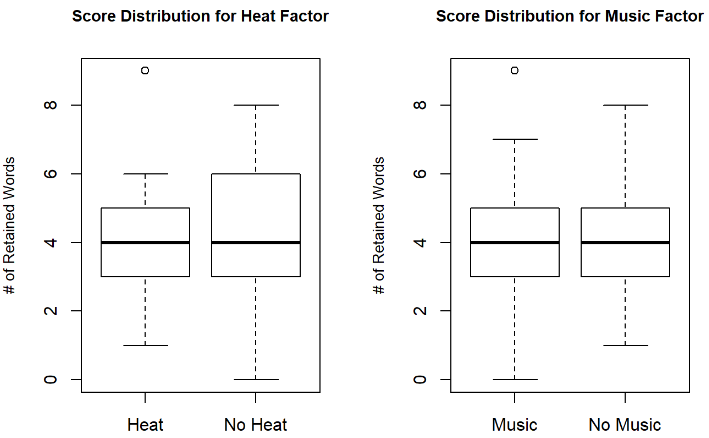 Score Distribution for Heat Factor
# of Retained Words
8
6
4
2
0
Heat No Heat
Score Distribution for Music Factor
# of Retained Words
8
6
4
2
0
Music No Music